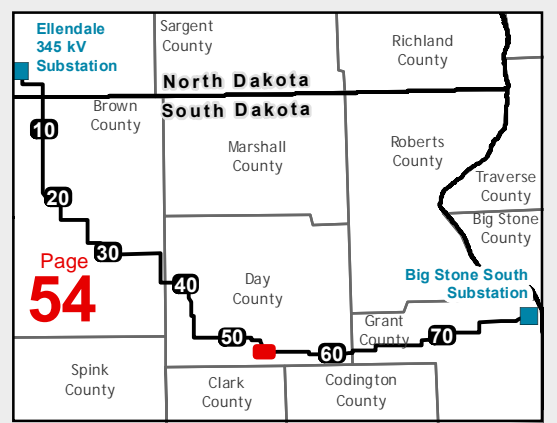 Ellendale
345 kV
Substation
Sargent
County
Richland
County
North Dakota
South Dakota
Brown
County
10
Marshall
County
Roberts
County
Traverse
County
20
Big Stone
County
30
Page
54
40
Day
County
Big Stone South
Substation
Grant
County
50
60
70
Spink
County
Clark
County
Codington
County